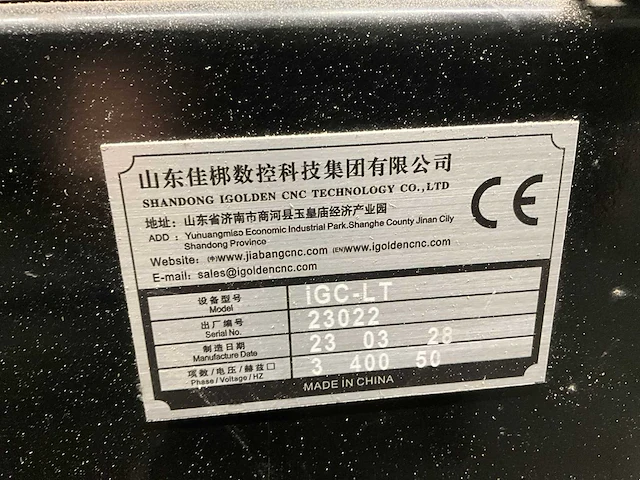 山东佳梆数控科技集团有限公司
SHANDONG IGOLDEN CNC TECHNOLOGY CO.,LTD
CE
地址: 山东省济南市商河县玉皇庙经济产业园
ADD : Yunuangmiao Economic Industrial Park.Shanghe County Jinan City
Shandong Province
Website: (中)www.jiabangcnc.com (EN)www.igoldencnc.com
E-mail: sales@igoldencnc.com
设备型号 IGC-LT
Model
出厂编号 23022
Serial No.
制造日期 23 03 28
Manufacture Date
项数/电压/赫兹□ 3 400 50
Phase / Voltage / HZ
MADE IN CHINA